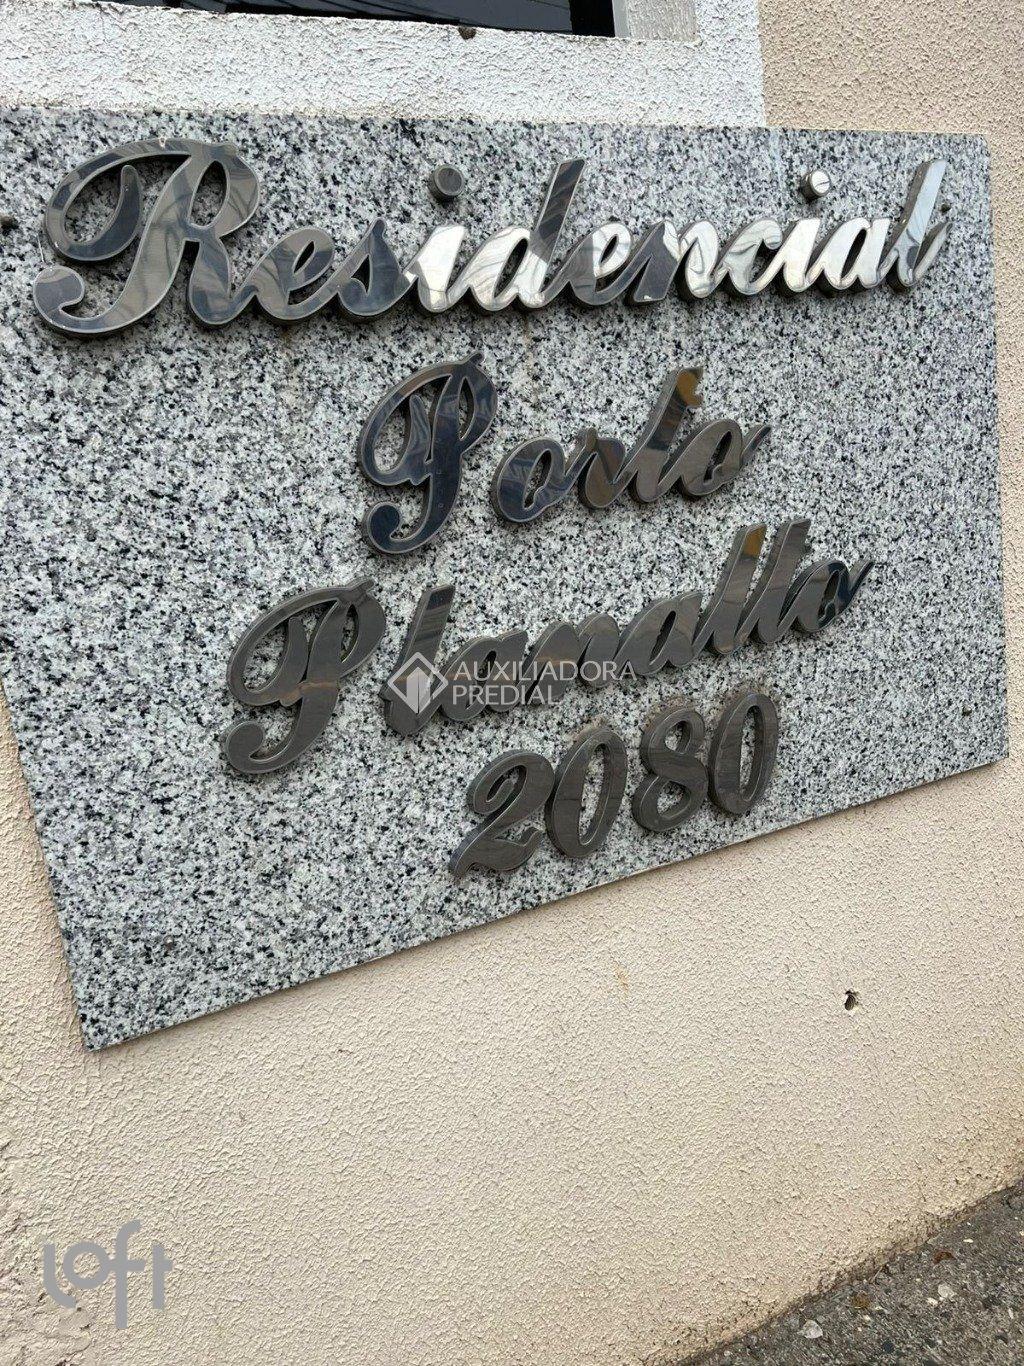 Residencial
Porto
Planalto
AUXILIADORA
PREDIAL
2080
loft